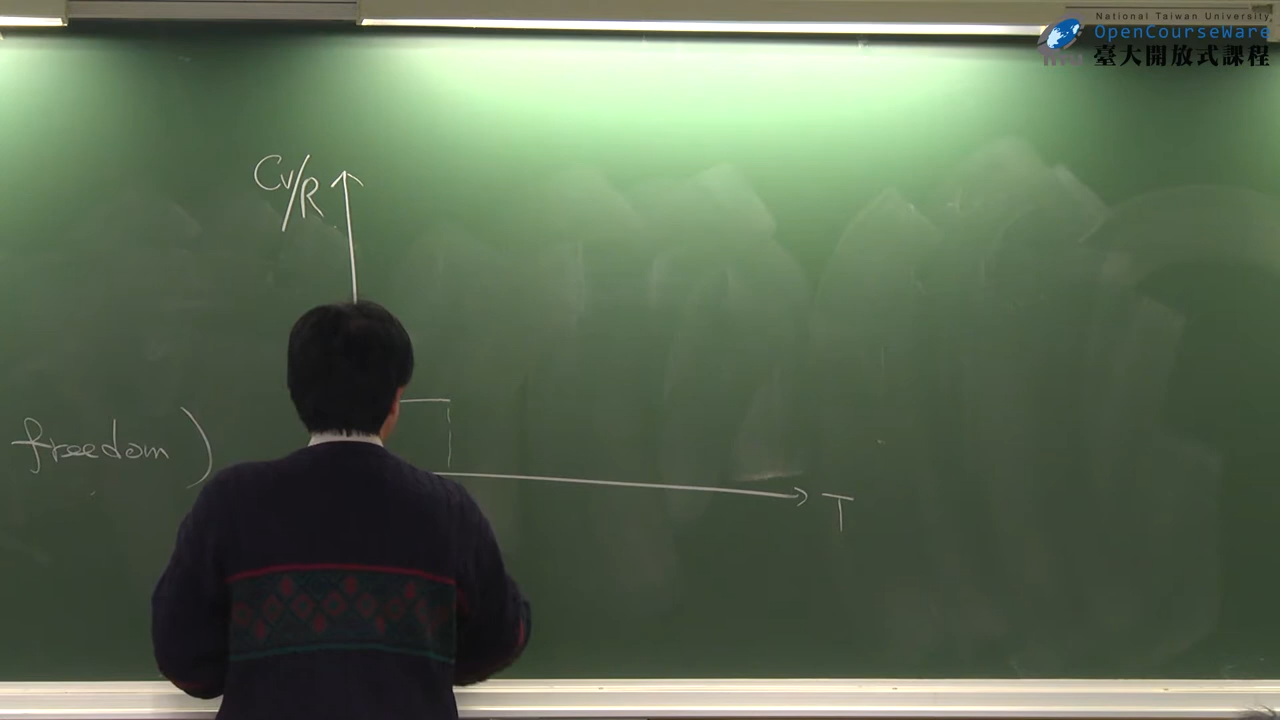 National Taiwan University
OpenCourseWare
臺大開放式課程
Cv/R
freedom)
T